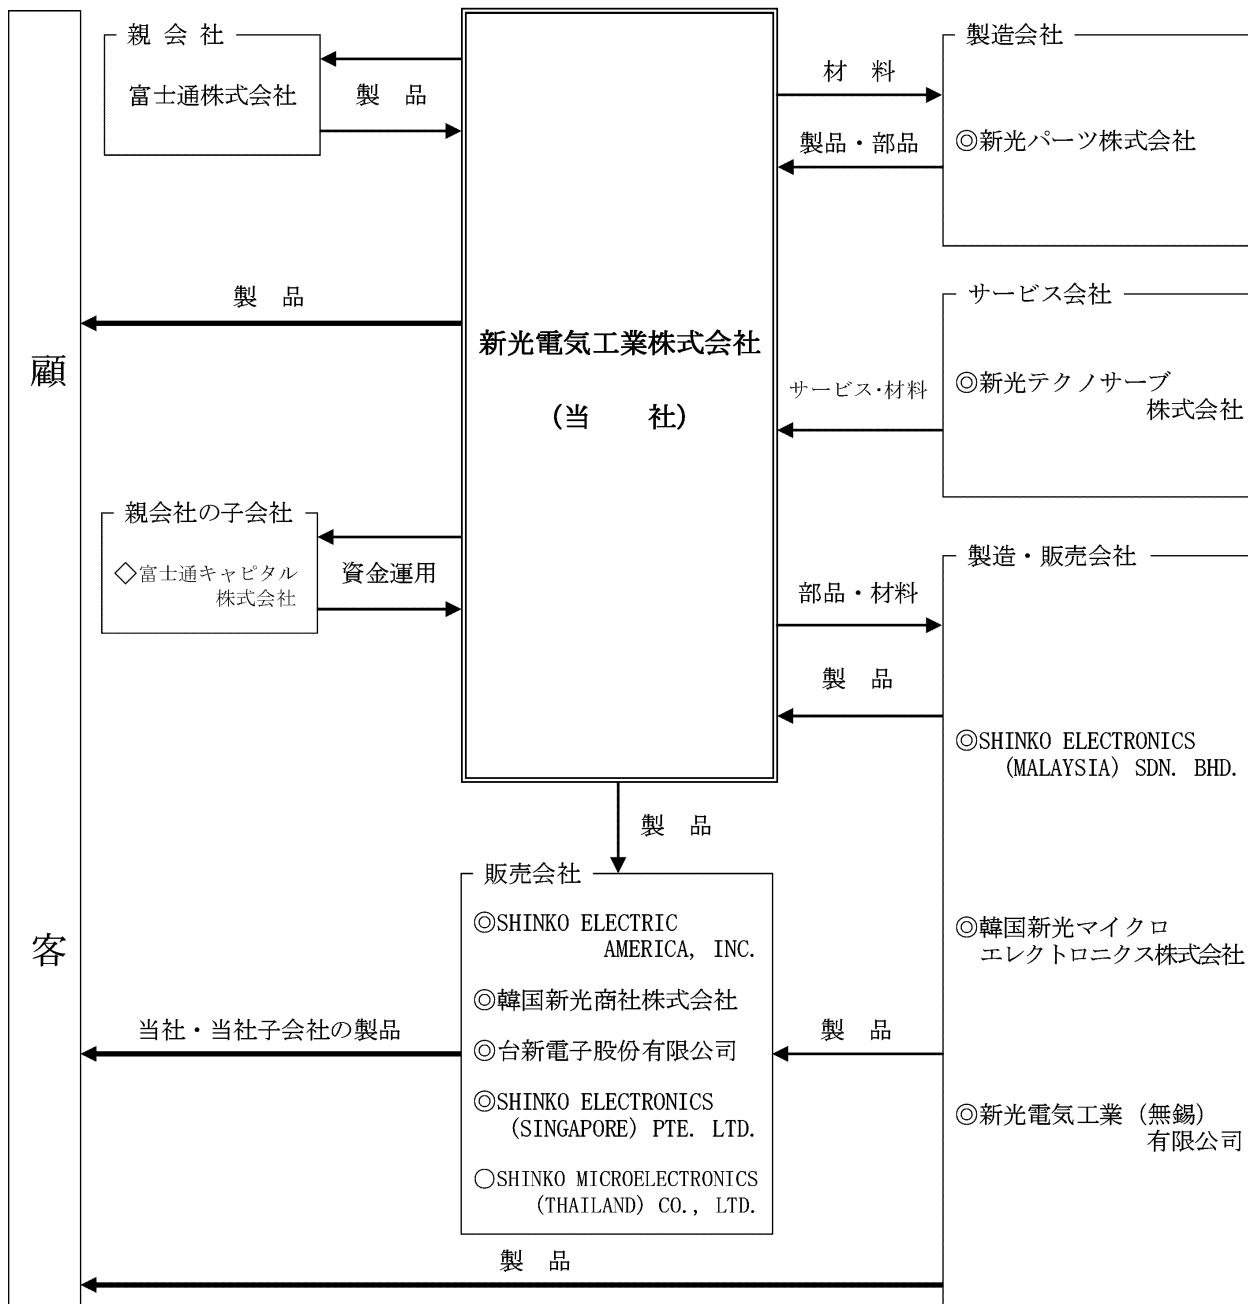 親 会 社
富士通株式会社
製 品
製 品
顧
客
親会社の子会社
◇富士通キャピタル
株式会社
資金運用
新光電気工業株式会社
(当 社)
材 料
製品・部品
製造会社
◎新光パーツ株式会社
サービス会社
サービス・材料
◎新光テクノサーブ
株式会社
製造・販売会社
部品・材料
製 品
◎SHINKO ELECTRONICS
(MALAYSIA) SDN. BHD.
◎韓国新光マイクロ
エレクトロニクス株式会社
◎新光電気工業(無錫)
有限公司
製 品
販売会社
◎SHINKO ELECTRIC
AMERICA, INC.
◎韓国新光商社株式会社
◎台新電子股份有限公司
◎SHINKO ELECTRONICS
(SINGAPORE) PTE. LTD.
○SHINKO MICROELECTRONICS
(THAILAND) CO., LTD.
当社・当社子会社の製品
製 品
製 品